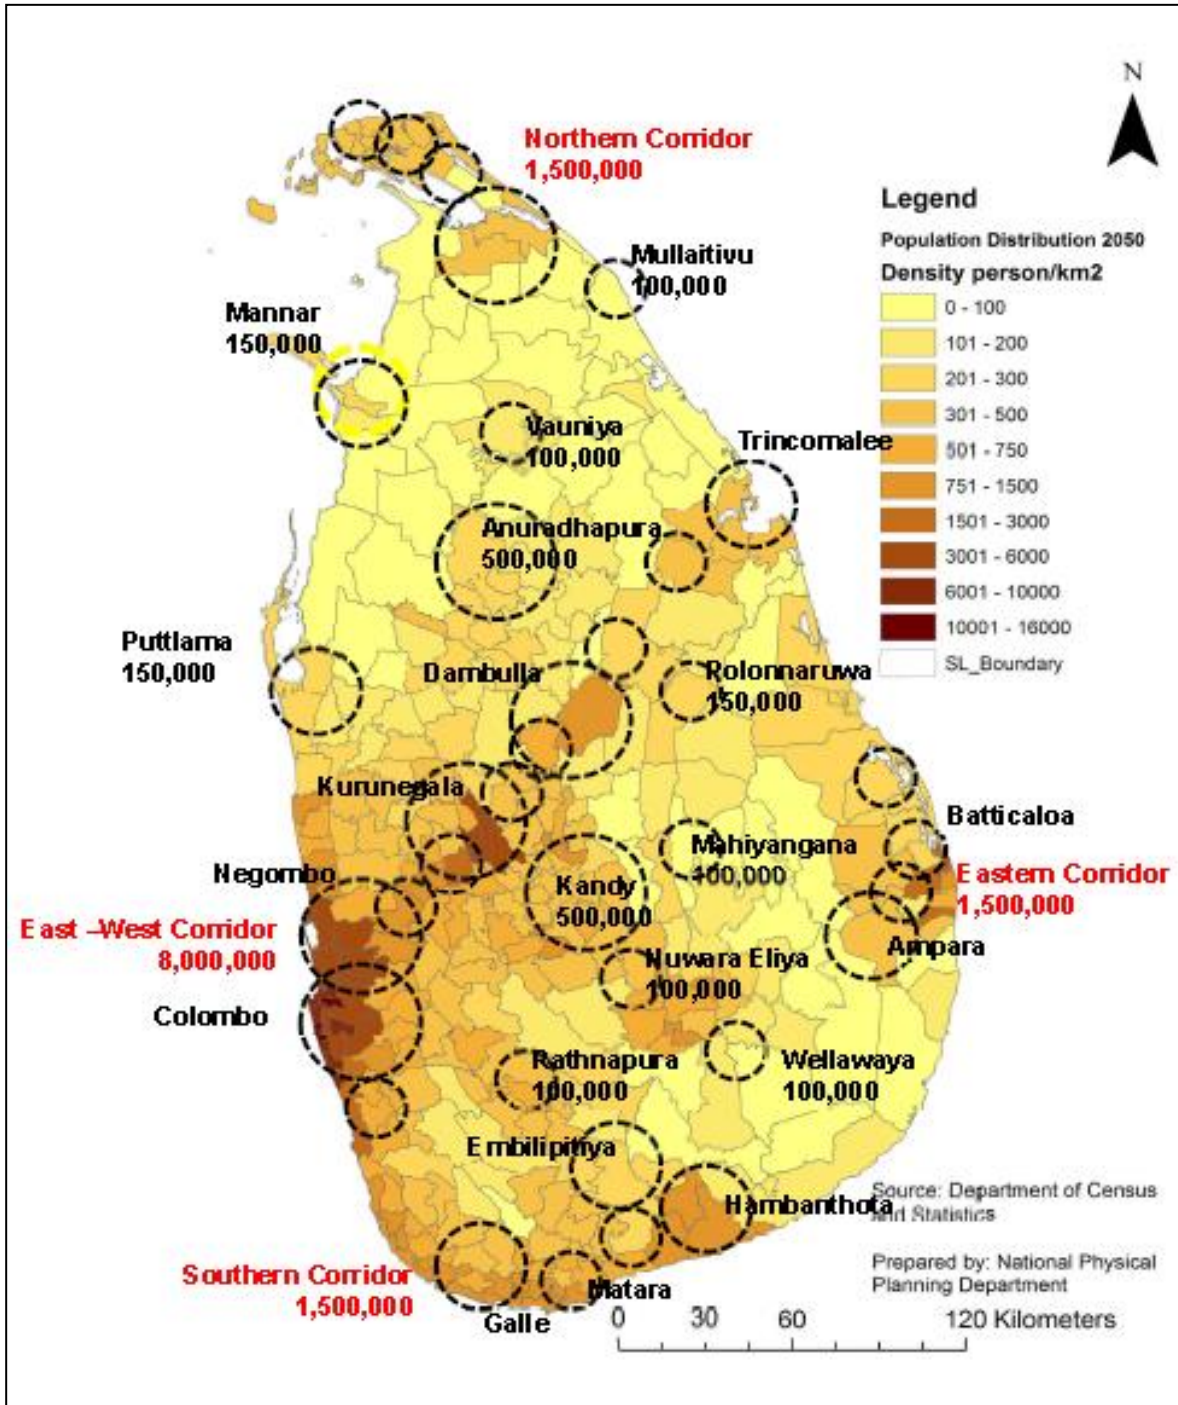 N
Northern Corridor
1,500,000
Legend
Population Distribution 2050
Density person/km2
0 - 100
101 - 200
201 - 300
301 - 500
501 - 750
751 - 1500
1501 - 3000
3001 - 6000
6001 - 10000
10001 - 16000
SL_Boundary
Mullaitivu
100,000
Mannar
150,000
Vauniya
100,000
Trincomalee
Anuradhapura
500,000
Puttlama
150,000
Dambulla
Polonnaruwa
150,000
Kurunegala
Batticaloa
Mahiyangana
100,000
Negombo
Kandy
500,000
Eastern Corridor
1,500,000
East –West Corridor
8,000,000
Ampara
Nuwara Eliya
100,000
Colombo
Rathnapura
100,000
Wellawaya
100,000
Embilipitiya
Hambanthota
Source: Department of Census
and Statistics
Southern Corridor
1,500,000
Prepared by: National Physical
Planning Department
Matara
Galle
0 30 60 120 Kilometers